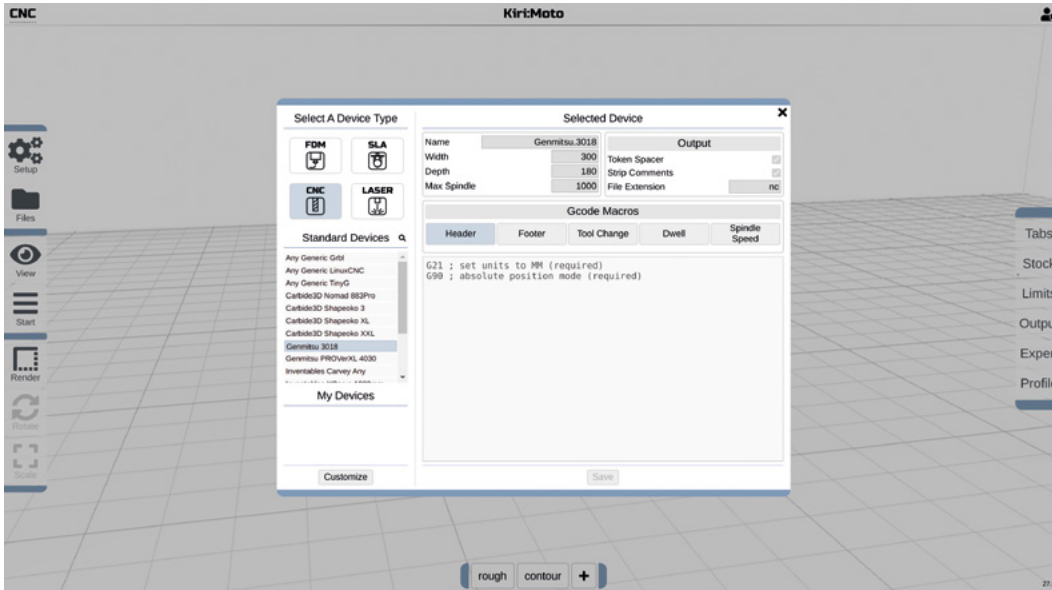 CNC
Kiri:Moto
Setup
Files
View
Start
Render
Rotate
Scale
Select A Device Type
FDM
SLA
CNC
LASER
Standard Devices
Any Generic Grbl
Any Generic LinuxCNC
Any Generic TinyG
Carbide3D Nomad 883Pro
Carbide3D Shapeoko 3
Carbide3D Shapeoko XL
Carbide3D Shapeoko XXL
Genmitsu 3018
Genmitsu PROVerXL 4030
Inventables Carvey Any
My Devices
Customize
Selected Device
Name Genmitsu.3018
Width 300
Depth 180
Max Spindle 1000
Output
Token Spacer
Strip Comments
File Extension nc
Gcode Macros
Header
Footer
Tool Change
Dwell
Spindle
Speed
G21 ; set units to MM (required)
G90 ; absolute position mode (required)
Save
Tabs
Stock
Limits
Outpu
Exper
Profile
rough
contour
+